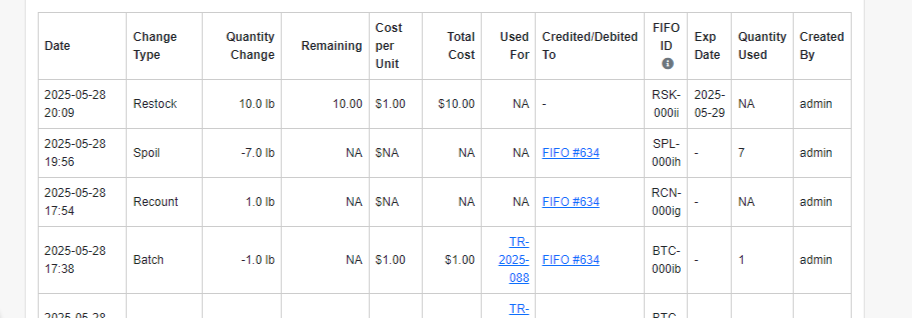 Date Change Type Quantity Change Remaining Cost per Unit Total Cost Used For Credited/Debited To FIFO ID Exp Date Quantity Used Created By
2025-05-28 20:09 Restock 10.0 lb 10.00 $1.00 $10.00 NA - RSK-000ii 2025-05-29 NA admin
2025-05-28 19:56 Spoil -7.0 lb NA $NA NA NA FIFO #634 SPL-000ih - 7 admin
2025-05-28 17:54 Recount 1.0 lb NA $NA NA NA FIFO #634 RCN-000ig - NA admin
2025-05-28 17:38 Batch -1.0 lb NA $1.00 $1.00 TR-2025-088 FIFO #634 BTC-000ib - 1 admin
2025-05-28 TR- BTC-